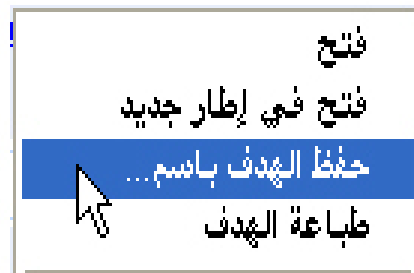 فتح
فتح في إطار جديد
حفظ الهدف باسم...
طباعة الهدف